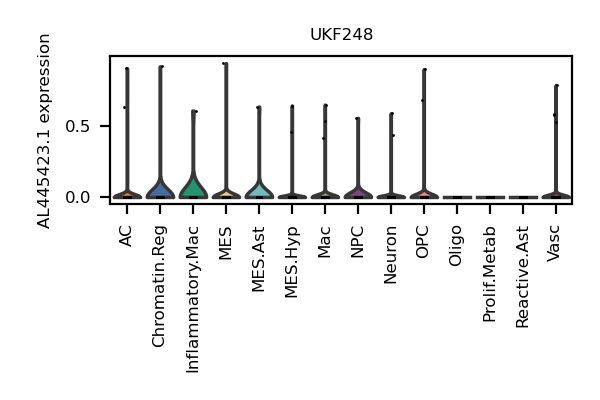 UKF248
AL445423.1 expression
0.5
0.0
AC
Chromatin.Reg
Inflammatory.Mac
MES
MES.Ast
MES.Hyp
Mac
NPC
Neuron
OPC
Oligo
Prolif.Metab
Reactive.Ast
Vasc